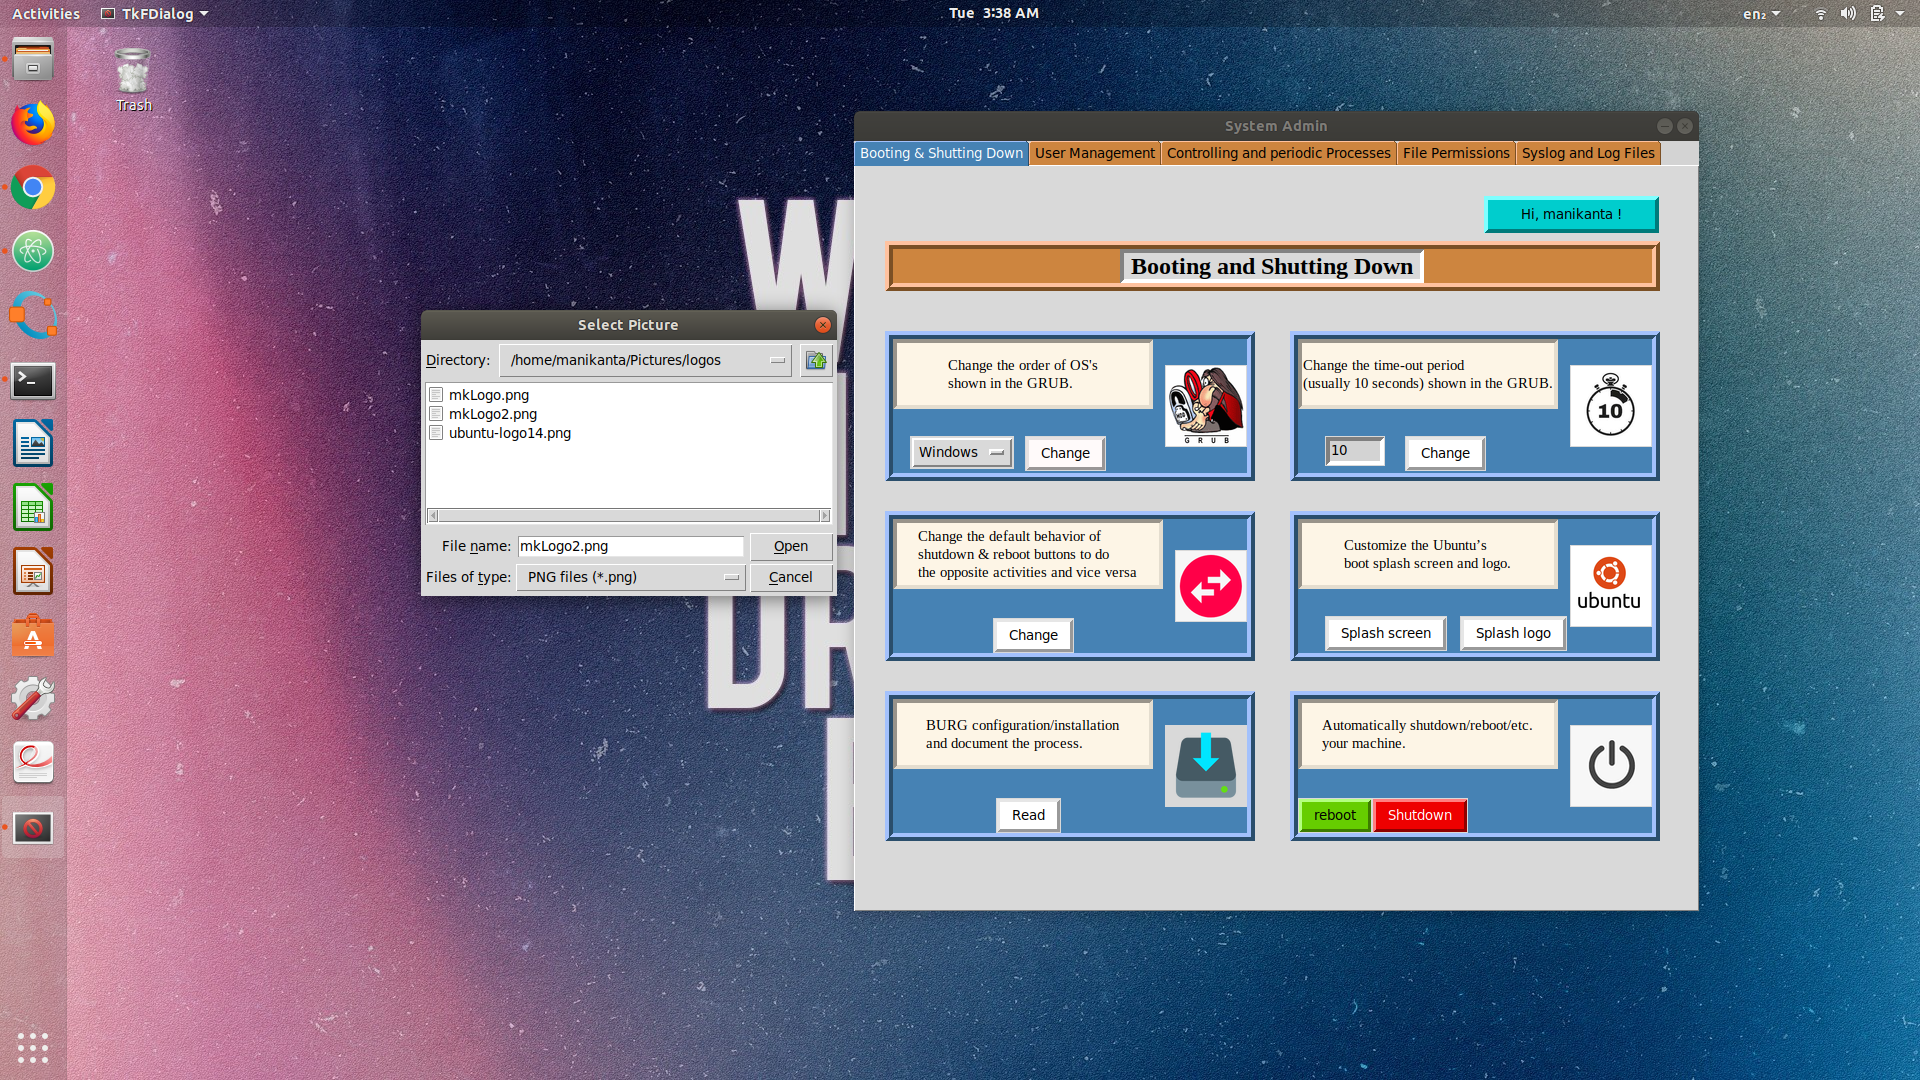 Activities
TkFDialog
Tue 3:38 AM
en₂
Trash
Select Picture
Directory:
/home/manikanta/Pictures/logos
mkLogo.png
mkLogo2.png
ubuntu-logo14.png
File name:
mkLogo2.png
Open
Files of type:
PNG files (*.png)
Cancel
System Admin
Booting & Shutting Down
User Management
Controlling and periodic Processes
File Permissions
Syslog and Log Files
Hi, manikanta !
Booting and Shutting Down
Change the order of OS's
shown in the GRUB.
Windows
Change
GRUB
Change the time-out period
(usually 10 seconds) shown in the GRUB.
10
Change
10
Change the default behavior of
shutdown & reboot buttons to do
the opposite activities and vice versa
Change
Customize the Ubuntu’s
boot splash screen and logo.
Splash screen
Splash logo
ubuntu
BURG configuration/installation
and document the process.
Read
Automatically shutdown/reboot/etc.
your machine.
reboot
Shutdown
W
DR